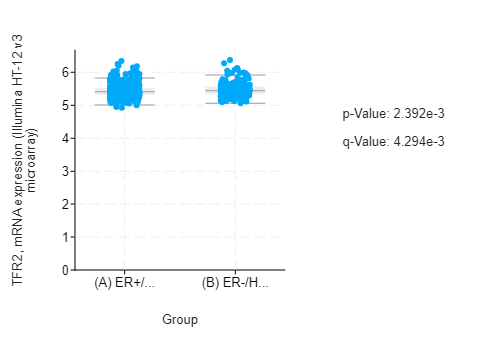 TFR2, mRNA expression (Illumina HT-12 v3
microarray)
6
5
4
3
2
1
0
(A) ER+/...
(B) ER-/H...
Group
p-Value: 2.392e-3
q-Value: 4.294e-3